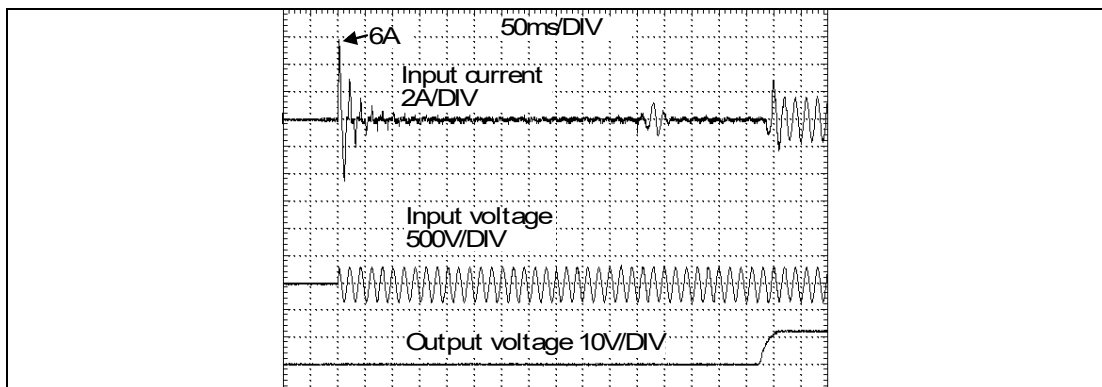 50ms/DIV
6A
Input current
2A/DIV
Input voltage
500V/DIV
Output voltage 10V/DIV